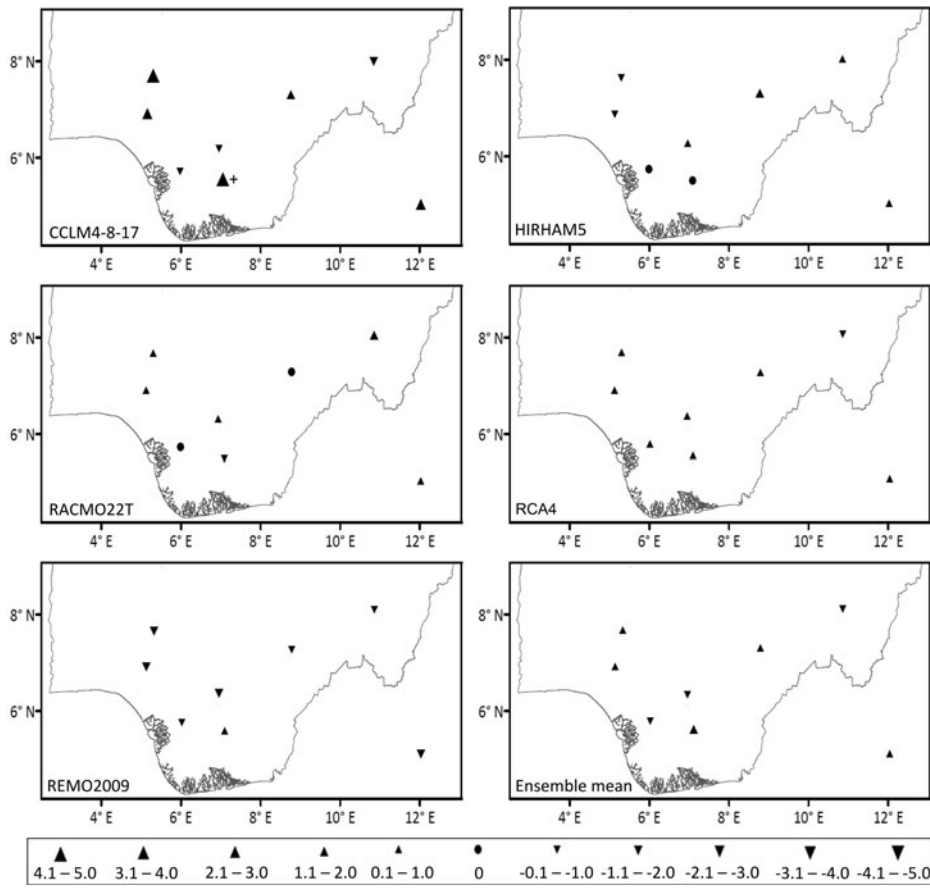 8° N
6° N
CCLM4-8-17
4° E 6° E 8° E 10° E 12° E
8° N
6° N
HIRHAM5
4° E 6° E 8° E 10° E 12° E
8° N
6° N
RACMO22T
4° E 6° E 8° E 10° E 12° E
8° N
6° N
RCA4
4° E 6° E 8° E 10° E 12° E
8° N
6° N
REMO2009
4° E 6° E 8° E 10° E 12° E
8° N
6° N
Ensemble mean
4° E 6° E 8° E 10° E 12° E
4.1 – 5.0 3.1 – 4.0 2.1 – 3.0 1.1 – 2.0 0.1 – 1.0 0 -0.1 – -1.0 -1.1 – -2.0 -2.1 – -3.0 -3.1 – -4.0 -4.1 – -5.0